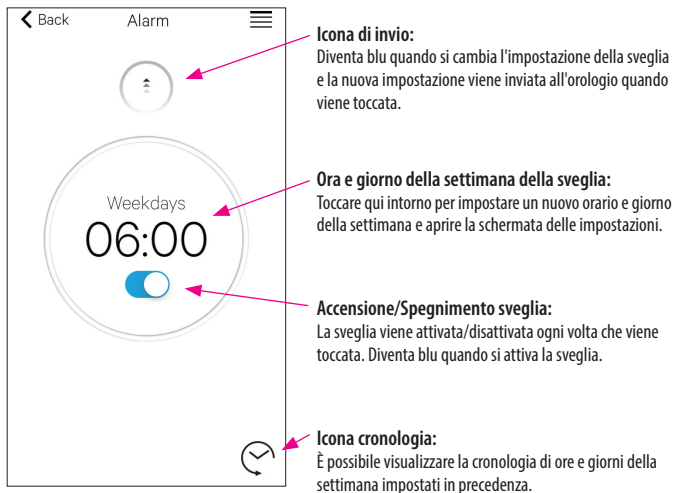 Back
Alarm
Weekdays
06:00
Icona di invio:
Diventa blu quando si cambia l'impostazione della sveglia
e la nuova impostazione viene inviata all'orologio quando
viene toccata.
Ora e giorno della settimana della sveglia:
Toccare qui intorno per impostare un nuovo orario e giorno
della settimana e aprire la schermata delle impostazioni.
Accensione/Spegnimento sveglia:
La sveglia viene attivata/disattivata ogni volta che viene
toccata. Diventa blu quando si attiva la sveglia.
Icona cronologia:
È possibile visualizzare la cronologia di ore e giorni della
settimana impostati in precedenza.